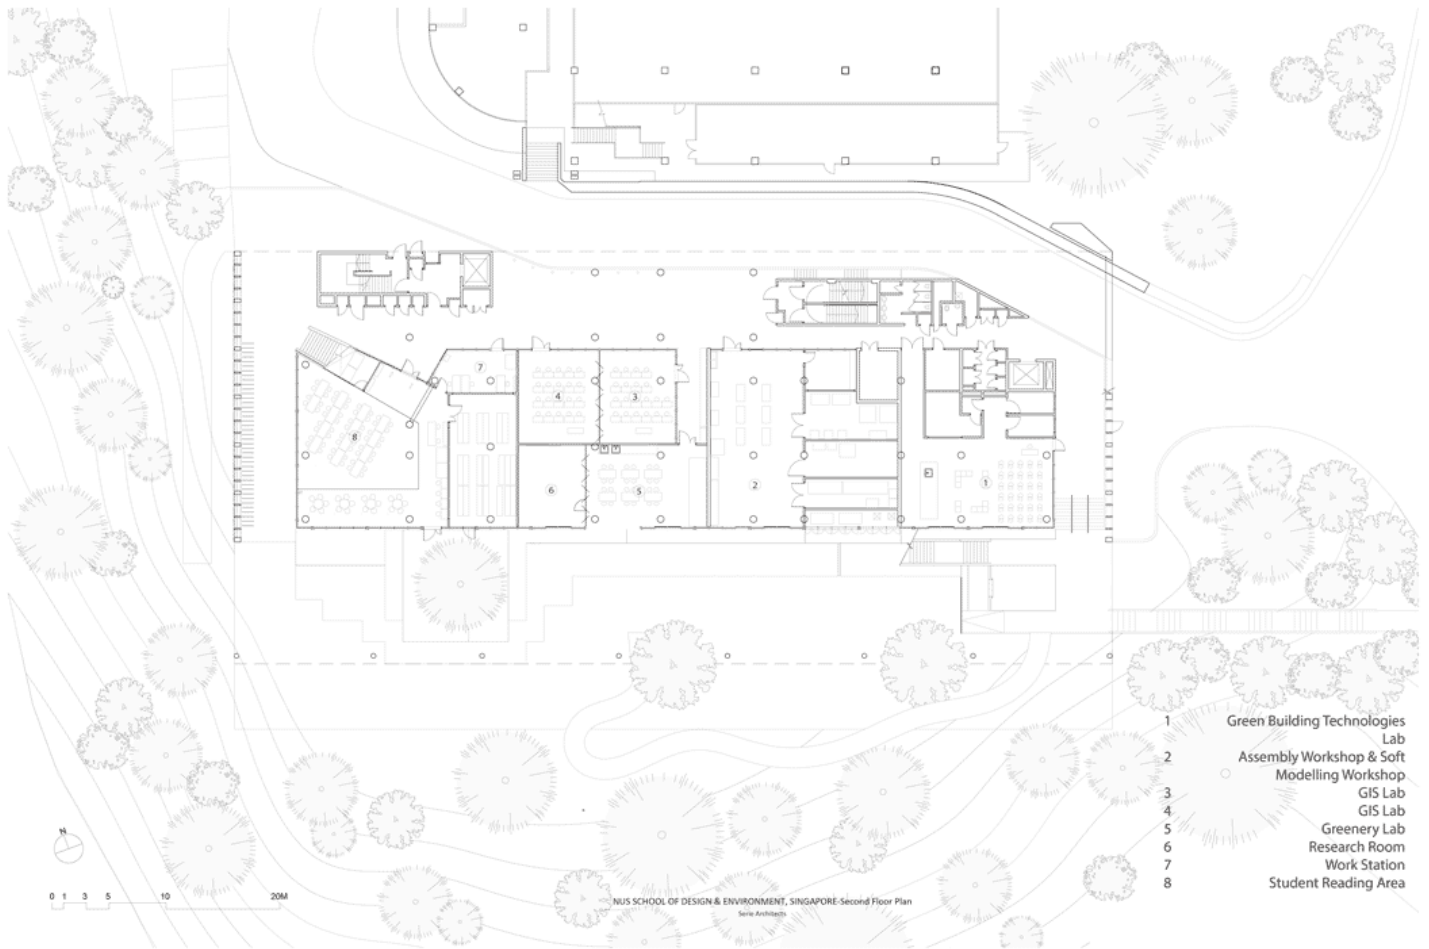 7
4
3
8
6
5
2
1
1 Green Building Technologies
Lab
2 Assembly Workshop & Soft
Modelling Workshop
3 GIS Lab
4 GIS Lab
5 Greenery Lab
6 Research Room
7 Work Station
8 Student Reading Area
N
0 1 3 5 10 20M
NUS SCHOOL OF DESIGN & ENVIRONMENT, SINGAPORE-Second Floor Plan
Serie Architects